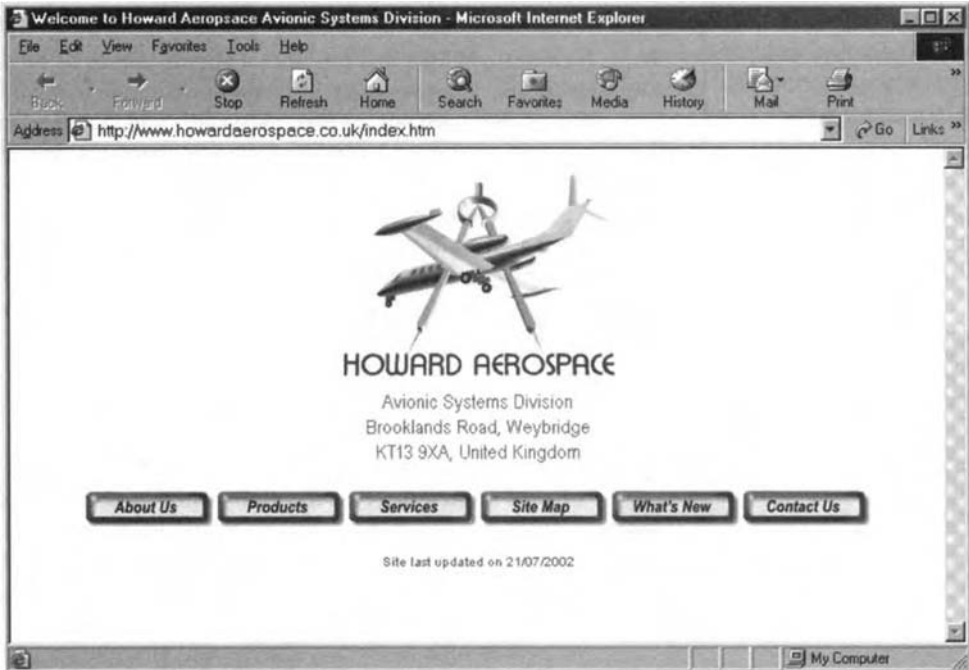 Welcome to Howard Aeropsace Avionic Systems Division - Microsoft Internet Explorer
File Edit View Favorites Tools Help
Back Forward Stop Refresh Home Search Favorites Media History Mail Print »
Address http://www.howardaerospace.co.uk/index.htm Go Links »
HOWARD AEROSPACE
Avionic Systems Division
Brooklands Road, Weybridge
KT13 9XA, United Kingdom
About Us Products Services Site Map What's New Contact Us
Site last updated on 21/07/2002
My Computer